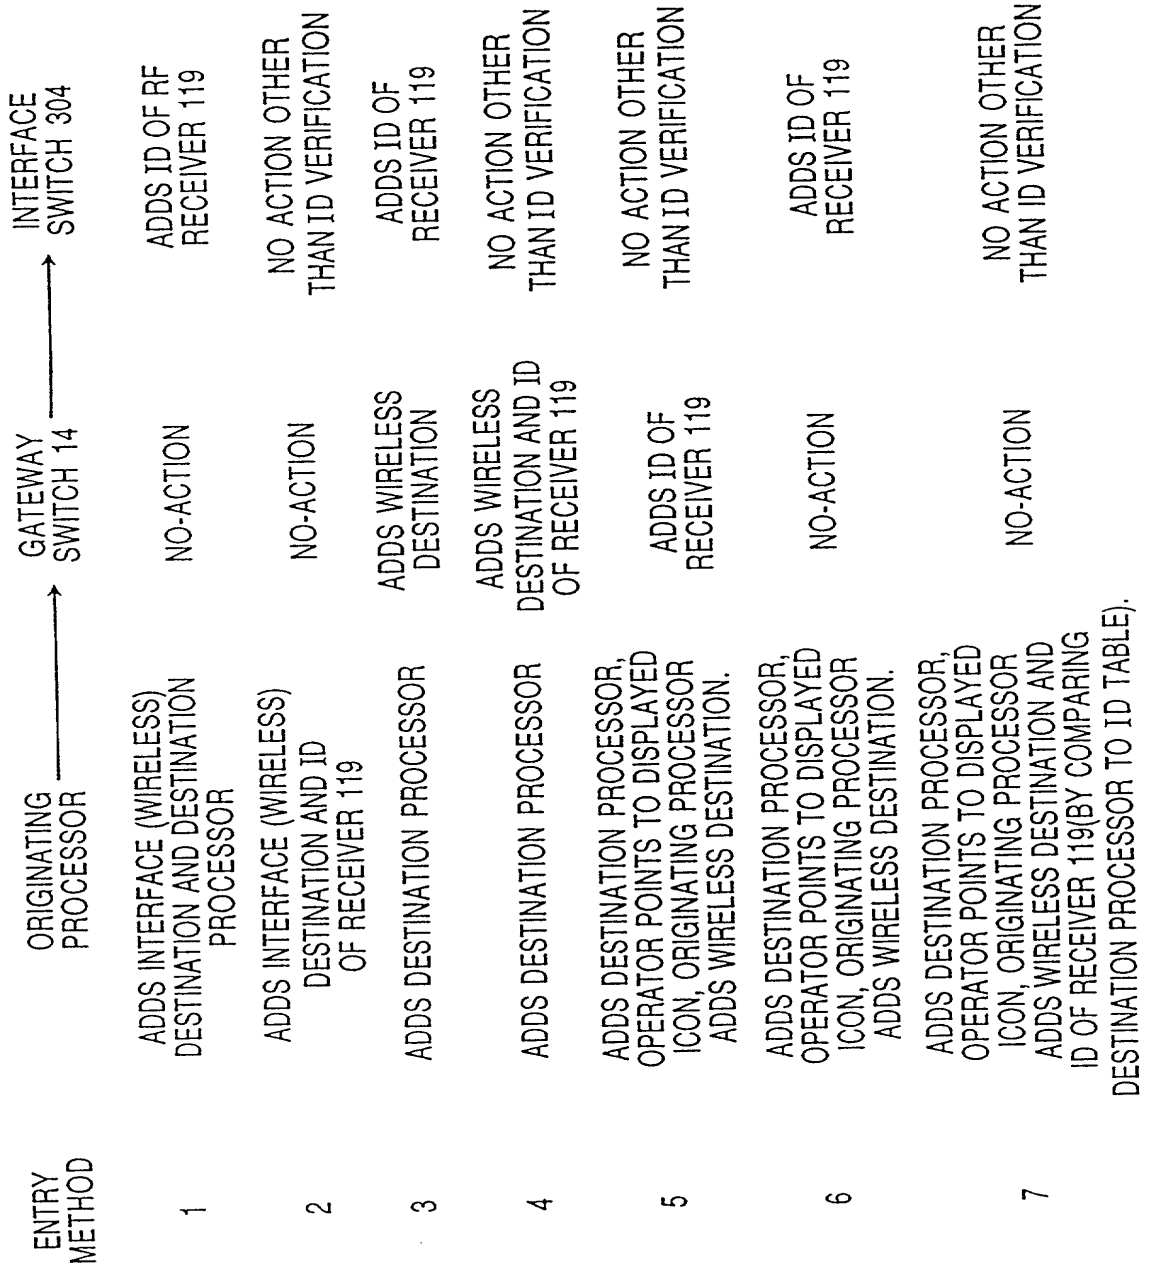 ENTRY
METHOD
ORIGINATING
PROCESSOR
GATEWAY
SWITCH 14
INTERFACE
SWITCH 304
1
ADDS INTERFACE (WIRELESS)
DESTINATION AND DESTINATION
PROCESSOR
NO-ACTION
ADDS ID OF RF
RECEIVER 119
2
ADDS INTERFACE (WIRELESS)
DESTINATION AND ID
OF RECEIVER 119
NO-ACTION
NO ACTION OTHER
THAN ID VERIFICATION
3
ADDS DESTINATION PROCESSOR
ADDS WIRELESS
DESTINATION
ADDS ID OF
RECEIVER 119
4
ADDS DESTINATION PROCESSOR
ADDS WIRELESS
DESTINATION AND ID
OF RECEIVER 119
NO ACTION OTHER
THAN ID VERIFICATION
5
ADDS DESTINATION PROCESSOR,
OPERATOR POINTS TO DISPLAYED
ICON, ORIGINATING PROCESSOR
ADDS WIRELESS DESTINATION.
ADDS ID OF
RECEIVER 119
NO ACTION OTHER
THAN ID VERIFICATION
6
ADDS DESTINATION PROCESSOR,
OPERATOR POINTS TO DISPLAYED
ICON, ORIGINATING PROCESSOR
ADDS WIRELESS DESTINATION.
NO-ACTION
ADDS ID OF
RECEIVER 119
7
ADDS DESTINATION PROCESSOR,
OPERATOR POINTS TO DISPLAYED
ICON, ORIGINATING PROCESSOR
ADDS WIRELESS DESTINATION AND
ID OF RECEIVER 119(BY COMPARING
DESTINATION PROCESSOR TO ID TABLE).
NO-ACTION
NO ACTION OTHER
THAN ID VERIFICATION